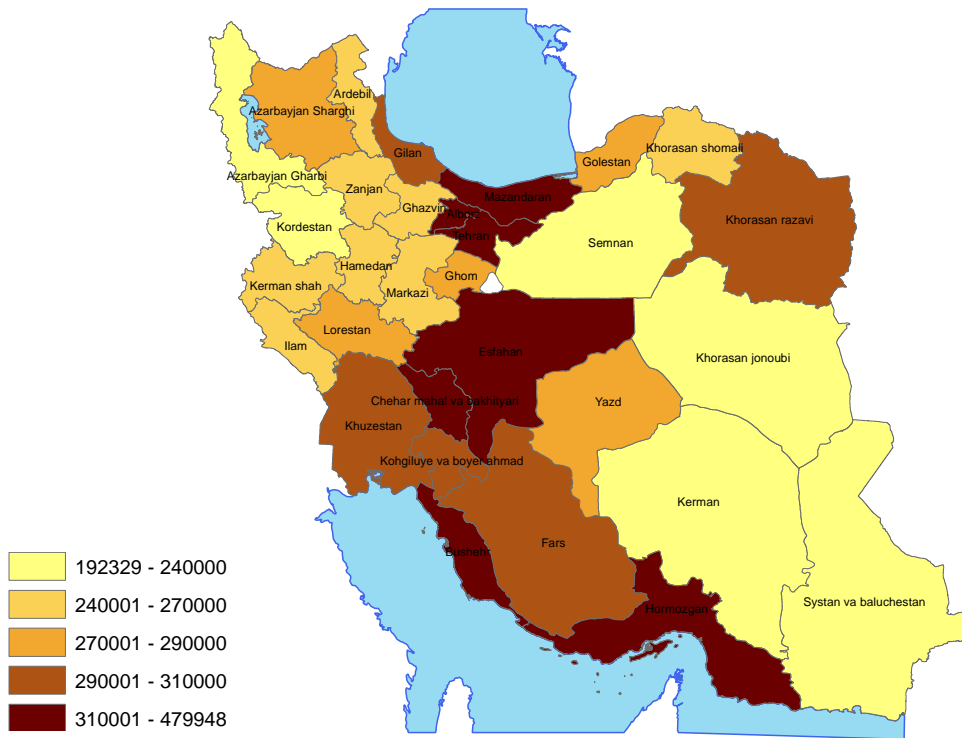 Ardebil
Azarbayjan Sharghi
Gilan
Khorasan shomali
Golestan
Azarbayjan Gharbi
Zanjan
Mazandaran
Ghazvin
Alborz
Khorasan razavi
Kordestan
Tehran
Semnan
Hamedan
Ghom
Kerman shah
Markazi
Lorestan
Ilam
Esfahan
Khorasan jonoubi
Chehar mahal va bakhityari
Yazd
Khuzestan
Kohgiluye va boyer ahmad
Kerman
Fars
Bushehr
Systan va baluchestan
Hormozgan
192329 - 240000
240001 - 270000
270001 - 290000
290001 - 310000
310001 - 479948